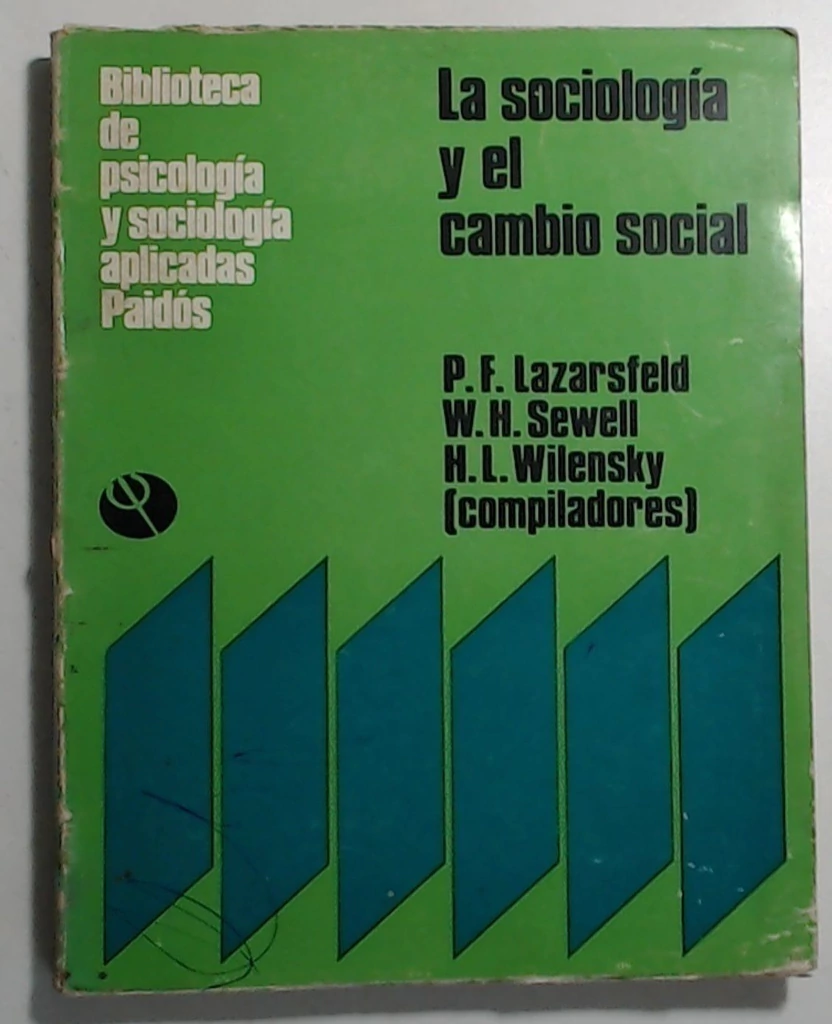 Biblioteca
de
psicología
y sociología
aplicadas
Paidós
La sociología
y el
cambio social
P. F. Lazarsfeld
W. H. Sewell
H. L. Wilensky
(compiladores)